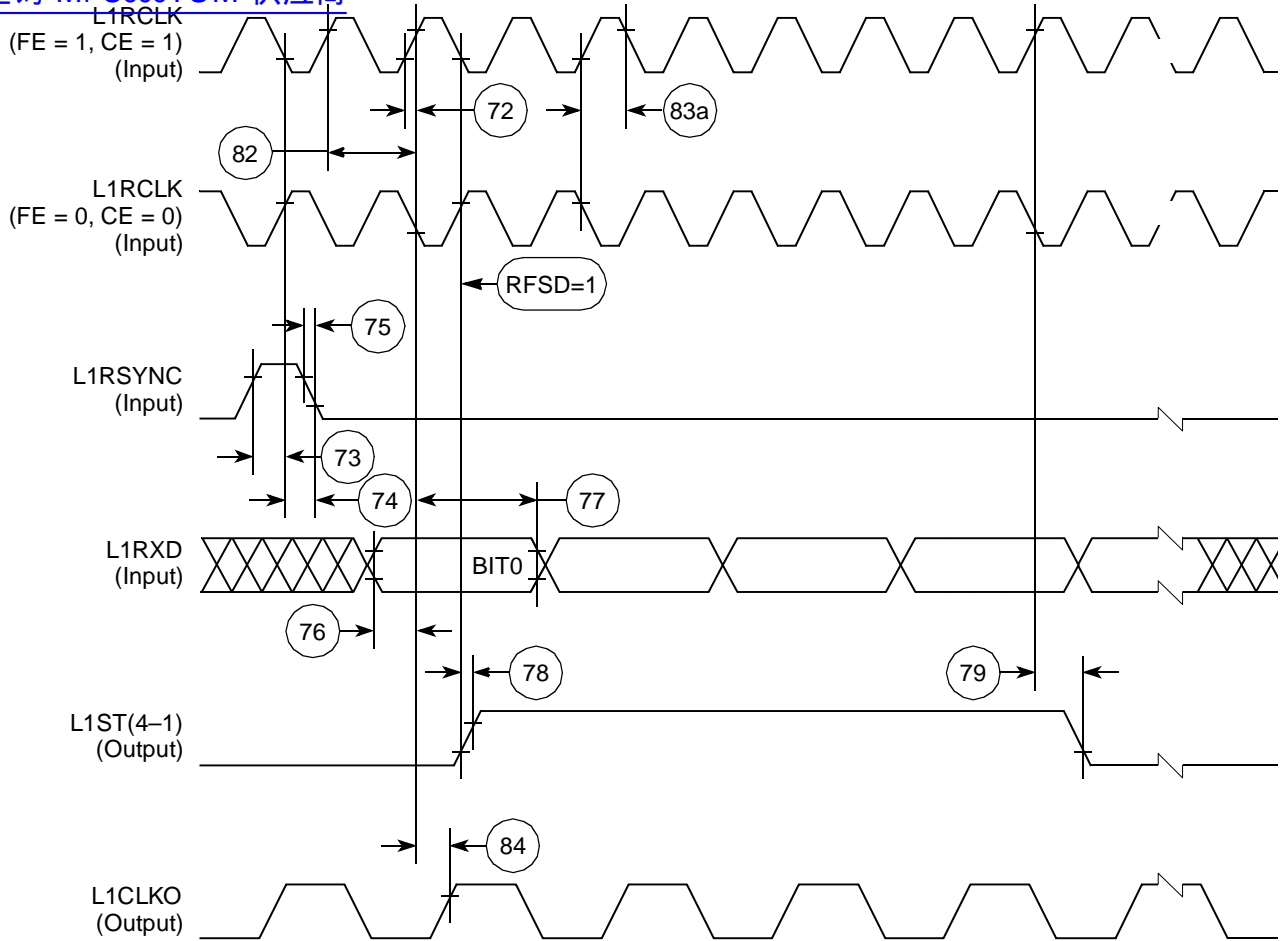 L1RCLK
(FE = 1, CE = 1)
(Input)
72
83a
82
L1RCLK
(FE = 0, CE = 0)
(Input)
RFSD=1
75
L1RSYNC
(Input)
73
74
77
L1RXD
(Input)
BIT0
76
78
79
L1ST(4–1)
(Output)
84
L1CLKO
(Output)